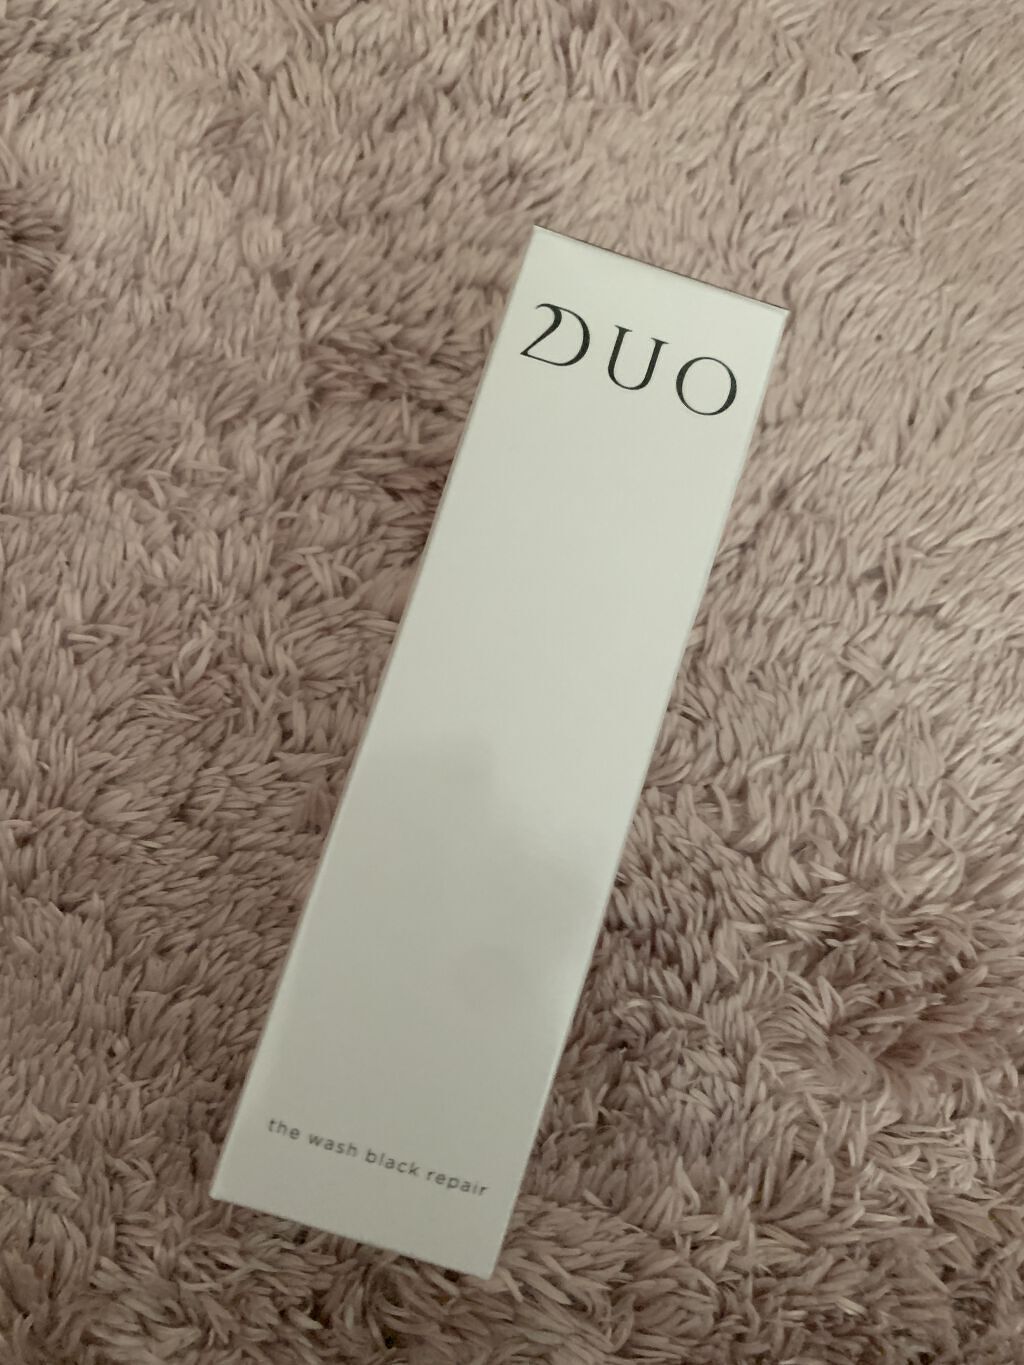 DUO
the wash black repair